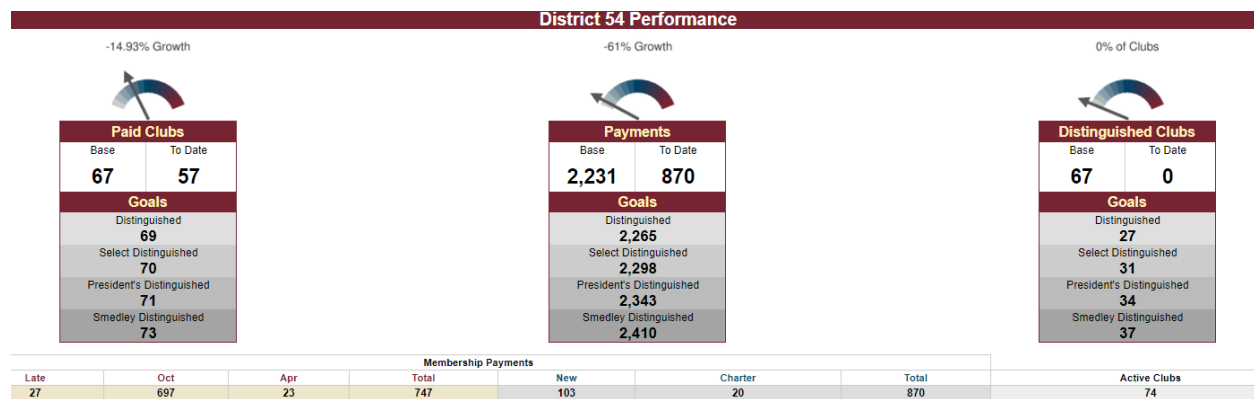 District 54 Performance
-14.93% Growth
-61% Growth
0% of Clubs
Paid Clubs
Base To Date
67 57
Goals
Distinguished
69
Select Distinguished
70
President's Distinguished
71
Smedley Distinguished
73
Payments
Base To Date
2,231 870
Goals
Distinguished
2,265
Select Distinguished
2,298
President's Distinguished
2,343
Smedley Distinguished
2,410
Distinguished Clubs
Base To Date
67 0
Goals
Distinguished
27
Select Distinguished
31
President's Distinguished
34
Smedley Distinguished
37
Membership Payments
Late Oct Apr Total New Charter Total Active Clubs
27 697 23 747 103 20 870 74